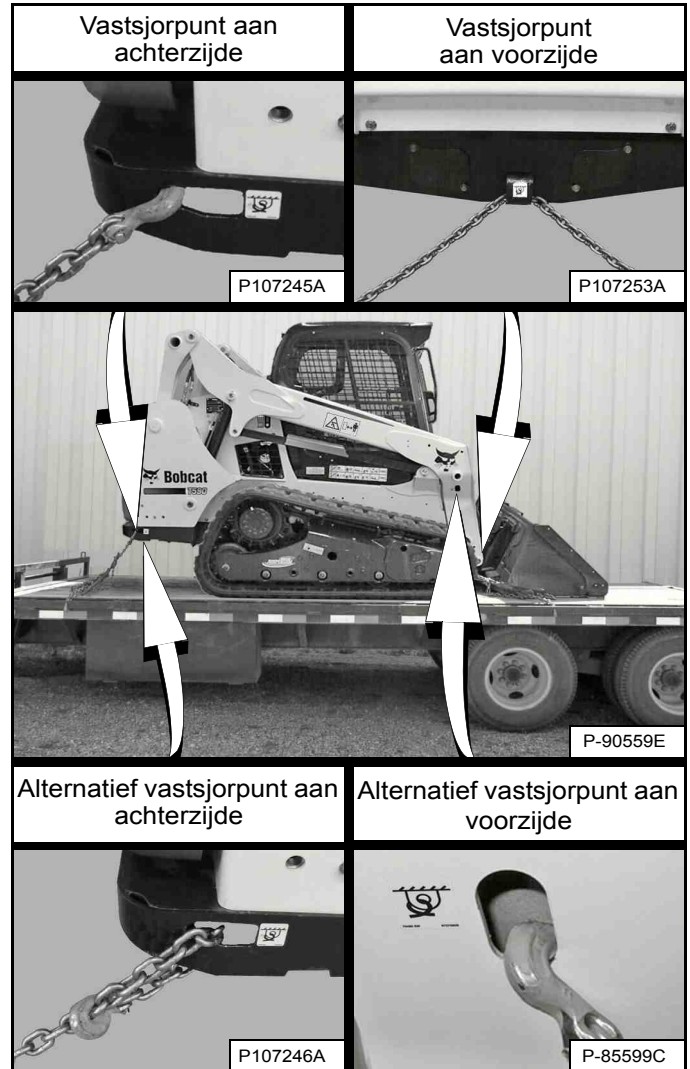 Vastsjorpunt aan
achterzijde
Vastsjorpunt
aan voorzijde
P107245A
P107253A
Bobcat
T590
P-90559E
Alternatief vastsjorpunt aan
achterzijde
Alternatief vastsjorpunt aan
voorzijde
P107246A
P-85599C